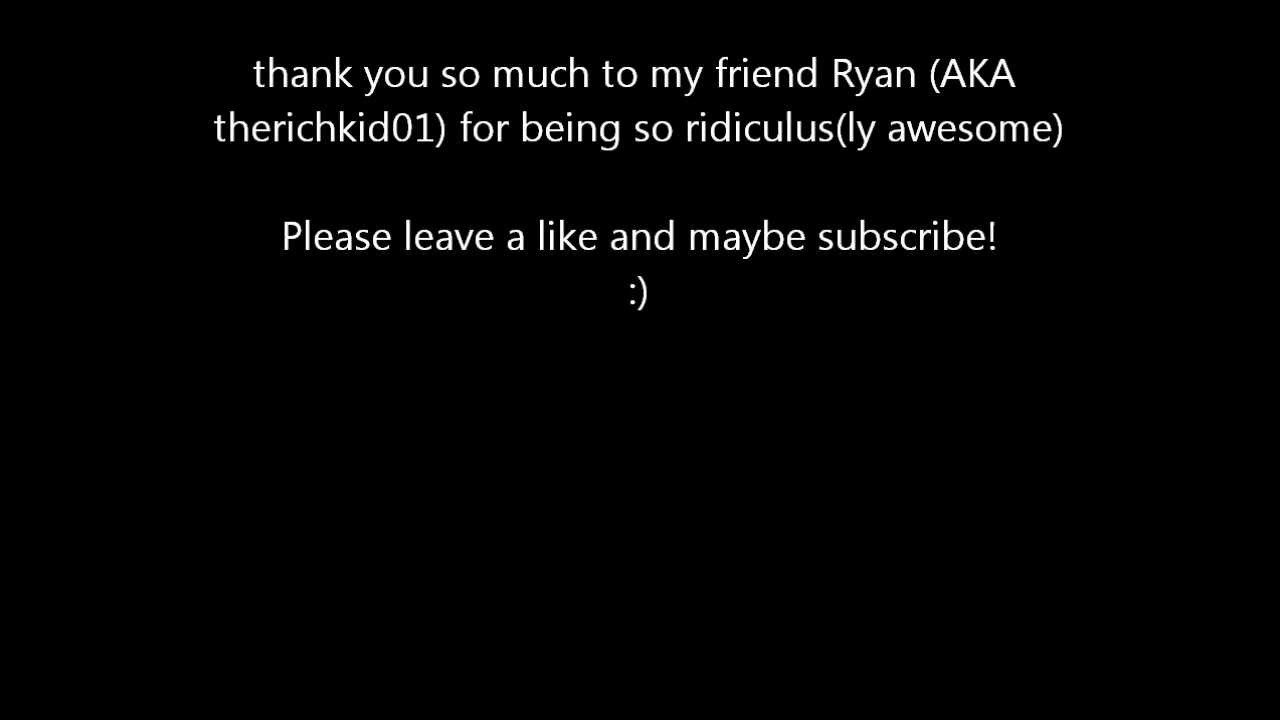 thank you so much to my friend Ryan (AKA
therichkid01) for being so ridiculus(ly awesome)
Please leave a like and maybe subscribe!
:)